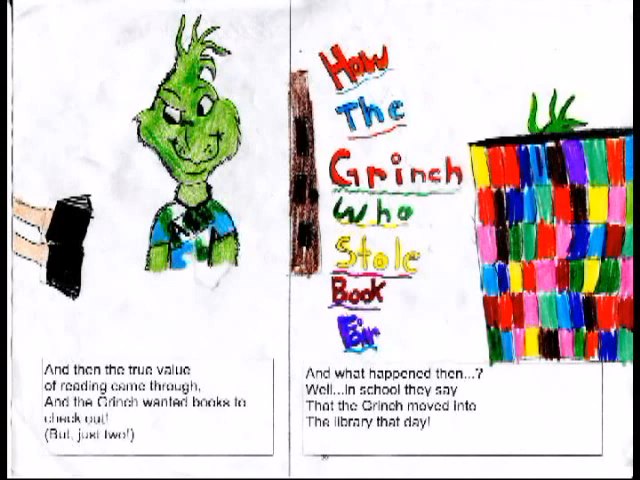 And then the true value
of reading came through,
And the Grinch wanted books to
check out!
(But, just two!)
How
The
Grinch
Who
Stole
Book
Fair
And what happened then...?
Well...in school they say
That the Grinch moved into
The library that day!